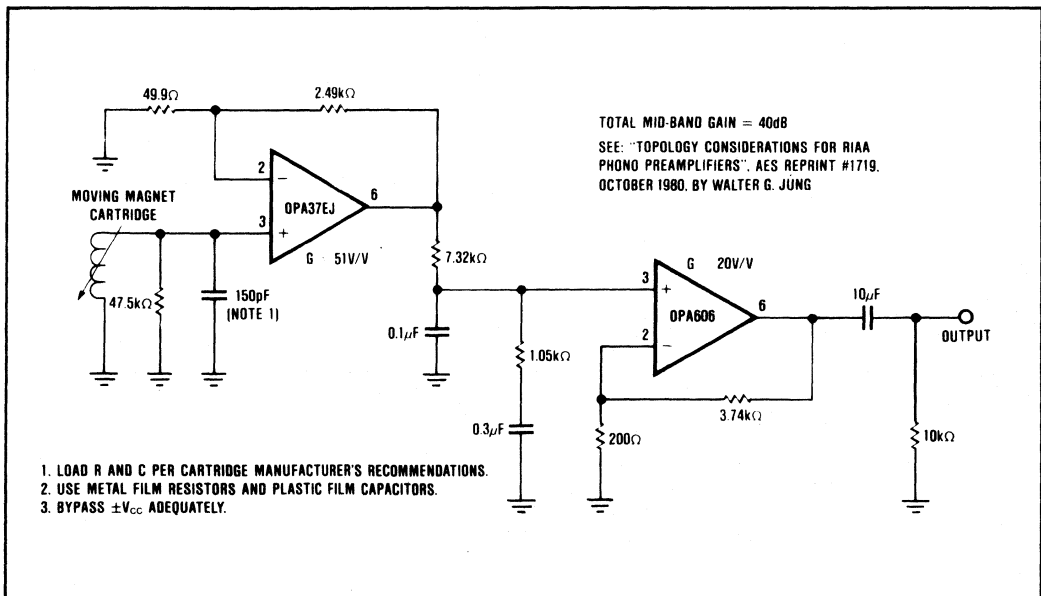 49.9Ω
2.49kΩ
TOTAL MID-BAND GAIN = 40dB
SEE: "TOPOLOGY CONSIDERATIONS FOR RIAA
PHONO PREAMPLIFIERS", AES REPRINT #1719,
OCTOBER 1980, BY WALTER G. JUNG
MOVING MAGNET
CARTRIDGE
2
−
OPA37EJ
6
3
+
G 51V/V
47.5kΩ
150pF
(NOTE 1)
7.32kΩ
0.1μF
1.05kΩ
0.3μF
G 20V/V
3
+
OPA606
6
2
−
10μF
OUTPUT
3.74kΩ
200Ω
10kΩ
1. LOAD R AND C PER CARTRIDGE MANUFACTURER'S RECOMMENDATIONS.
2. USE METAL FILM RESISTORS AND PLASTIC FILM CAPACITORS.
3. BYPASS ±Vcc ADEQUATELY.